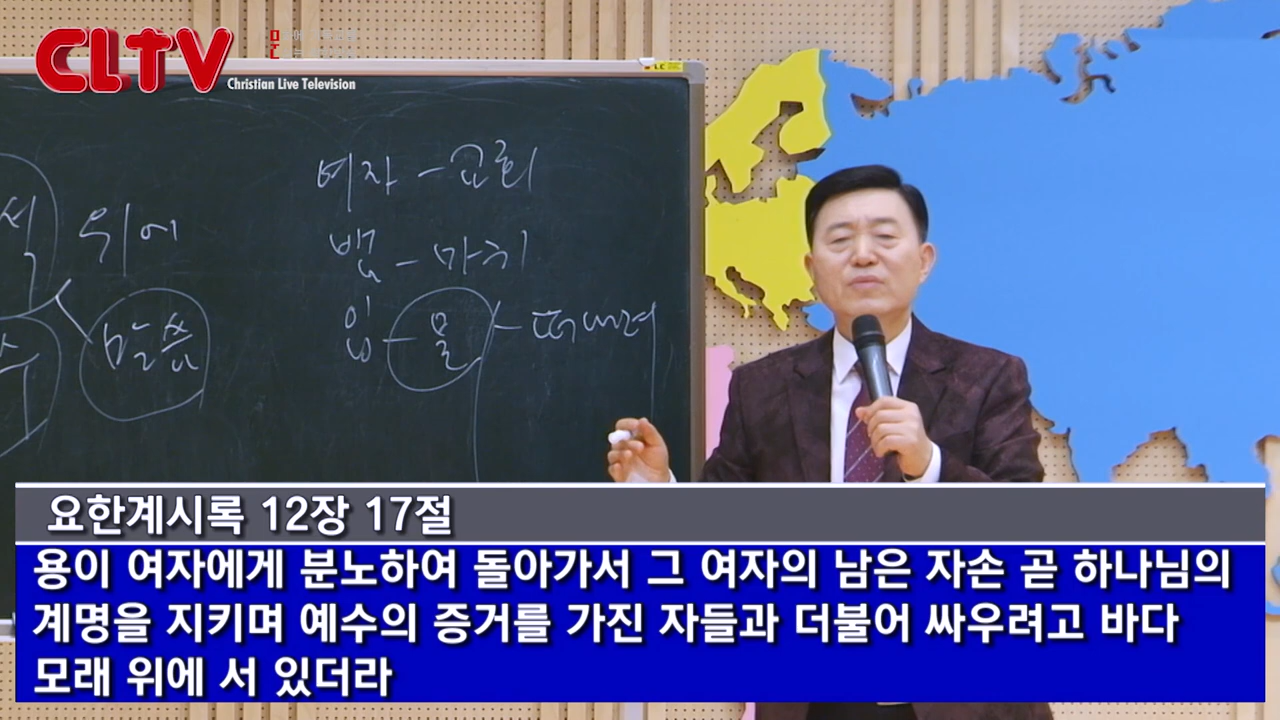 CLTV
Christian Live Television
여자 - 교회
위에
뱀 - 마귀
말씀
입 - 물 - 떠내려
요한계시록 12장 17절
용이 여자에게 분노하여 돌아가서 그 여자의 남은 자손 곧 하나님의
계명을 지키며 예수의 증거를 가진 자들과 더불어 싸우려고 바다
모래 위에 서 있더라